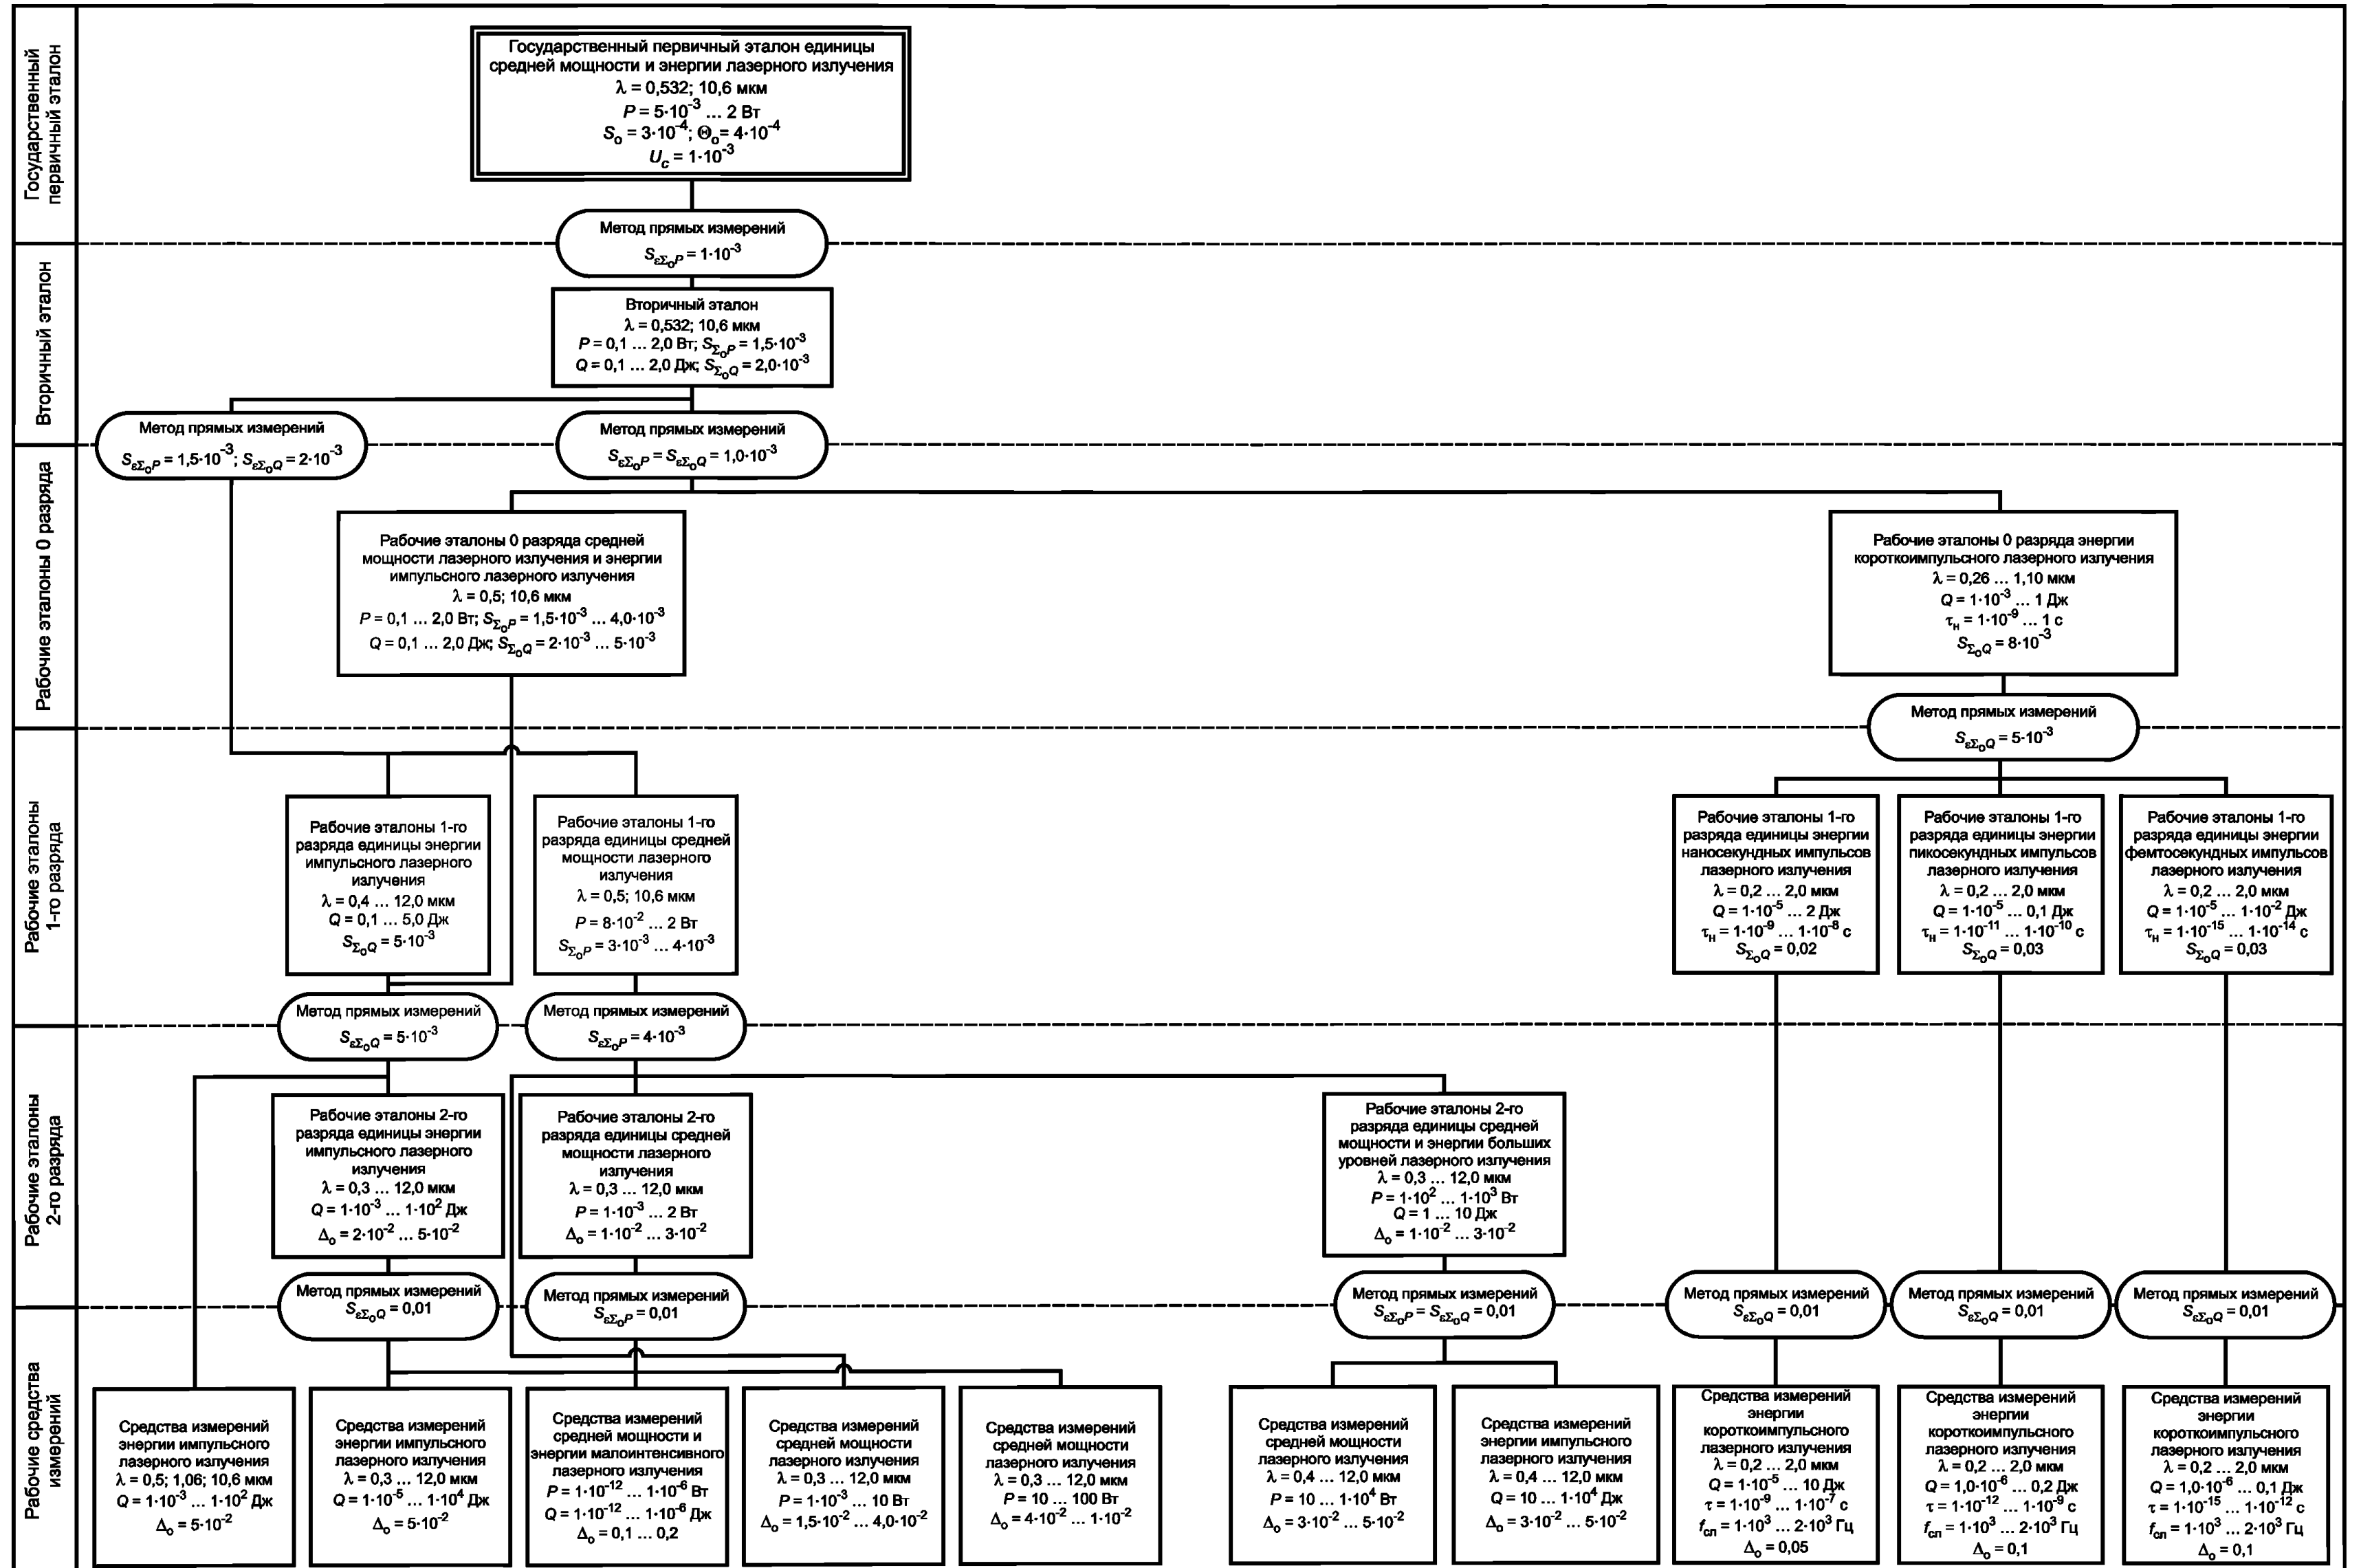 Государственный
первичный эталон
Государственный первичный эталон единицы
средней мощности и энергии лазерного излучения
λ = 0,532; 10,6 мкм
P = 5·10⁻³ ... 2 Вт
Sₒ = 3·10⁻⁴; Θₒ = 4·10⁻⁴
U_c = 1·10⁻³
Метод прямых измерений
S_εΣₒP = 1·10⁻³
Вторичный эталон
Вторичный эталон
λ = 0,532; 10,6 мкм
P = 0,1 ... 2,0 Вт; S_ΣₒP = 1,5·10⁻³
Q = 0,1 ... 2,0 Дж; S_ΣₒQ = 2,0·10⁻³
Метод прямых измерений
S_εΣₒP = 1,5·10⁻³; S_εΣₒQ = 2·10⁻³
Метод прямых измерений
S_εΣₒP = S_εΣₒQ = 1,0·10⁻³
Рабочие эталоны 0 разряда
Рабочие эталоны 0 разряда средней
мощности лазерного излучения и энергии
импульсного лазерного излучения
λ = 0,5; 10,6 мкм
P = 0,1 ... 2,0 Вт; S_ΣₒP = 1,5·10⁻³ ... 4,0·10⁻³
Q = 0,1 ... 2,0 Дж; S_ΣₒQ = 2·10⁻³ ... 5·10⁻³
Рабочие эталоны 0 разряда энергии
короткоимпульсного лазерного излучения
λ = 0,26 ... 1,10 мкм
Q = 1·10⁻³ ... 1 Дж
τ_н = 1·10⁻⁹ ... 1 с
S_ΣₒQ = 8·10⁻³
Метод прямых измерений
S_εΣₒQ = 5·10⁻³
Рабочие эталоны
1-го разряда
Рабочие эталоны 1-го
разряда единицы энергии
импульсного лазерного
излучения
λ = 0,4 ... 12,0 мкм
Q = 0,1 ... 5,0 Дж
S_ΣₒQ = 5·10⁻³
Рабочие эталоны 1-го
разряда единицы средней
мощности лазерного
излучения
λ = 0,5; 10,6 мкм
P = 8·10⁻² ... 2 Вт
S_ΣₒP = 3·10⁻³ ... 4·10⁻³
Рабочие эталоны 1-го
разряда единицы энергии
наносекундных импульсов
лазерного излучения
λ = 0,2 ... 2,0 мкм
Q = 1·10⁻⁵ ... 2 Дж
τ_н = 1·10⁻⁹ ... 1·10⁻⁸ с
S_ΣₒQ = 0,02
Рабочие эталоны 1-го
разряда единицы энергии
пикосекундных импульсов
лазерного излучения
λ = 0,2 ... 2,0 мкм
Q = 1·10⁻⁵ ... 0,1 Дж
τ_н = 1·10⁻¹¹ ... 1·10⁻¹⁰ с
S_ΣₒQ = 0,03
Рабочие эталоны 1-го
разряда единицы энергии
фемтосекундных импульсов
лазерного излучения
λ = 0,2 ... 2,0 мкм
Q = 1·10⁻⁵ ... 1·10⁻² Дж
τ_н = 1·10⁻¹⁵ ... 1·10⁻¹⁴ с
S_ΣₒQ = 0,03
Метод прямых измерений
S_εΣₒQ = 5·10⁻³
Метод прямых измерений
S_εΣₒP = 4·10⁻³
Рабочие эталоны
2-го разряда
Рабочие эталоны 2-го
разряда единицы энергии
импульсного лазерного
излучения
λ = 0,3 ... 12,0 мкм
Q = 1·10⁻³ ... 1·10² Дж
Δₒ = 2·10⁻² ... 5·10⁻²
Рабочие эталоны 2-го
разряда единицы средней
мощности лазерного
излучения
λ = 0,3 ... 12,0 мкм
P = 1·10⁻³ ... 2 Вт
Δₒ = 1·10⁻² ... 3·10⁻²
Рабочие эталоны 2-го
разряда единицы средней
мощности и энергии больших
уровней лазерного излучения
λ = 0,3 ... 12,0 мкм
P = 1·10² ... 1·10³ Вт
Q = 1 ... 10 Дж
Δₒ = 1·10⁻² ... 3·10⁻²
Метод прямых измерений
S_εΣₒQ = 0,01
Метод прямых измерений
S_εΣₒP = 0,01
Метод прямых измерений
S_εΣₒP = S_εΣₒQ = 0,01
Метод прямых измерений
S_εΣₒQ = 0,01
Метод прямых измерений
S_εΣₒQ = 0,01
Метод прямых измерений
S_εΣₒQ = 0,01
Рабочие средства
измерений
Средства измерений
энергии импульсного
лазерного излучения
λ = 0,5; 1,06; 10,6 мкм
Q = 1·10⁻³ ... 1·10² Дж
Δₒ = 5·10⁻²
Средства измерений
энергии импульсного
лазерного излучения
λ = 0,3 ... 12,0 мкм
Q = 1·10⁻⁵ ... 1·10⁴ Дж
Δₒ = 5·10⁻²
Средства измерений
средней мощности и
энергии малоинтенсивного
лазерного излучения
P = 1·10⁻¹² ... 1·10⁻⁶ Вт
Q = 1·10⁻¹² ... 1·10⁻⁶ Дж
Δₒ = 0,1 ... 0,2
Средства измерений
средней мощности
лазерного излучения
λ = 0,3 ... 12,0 мкм
P = 1·10⁻³ ... 10 Вт
Δₒ = 1,5·10⁻² ... 4,0·10⁻²
Средства измерений
средней мощности
лазерного излучения
λ = 0,3 ... 12,0 мкм
P = 10 ... 100 Вт
Δₒ = 4·10⁻² ... 1·10⁻²
Средства измерений
средней мощности
лазерного излучения
λ = 0,4 ... 12,0 мкм
P = 10 ... 1·10⁴ Вт
Δₒ = 3·10⁻² ... 5·10⁻²
Средства измерений
энергии импульсного
лазерного излучения
λ = 0,4 ... 12,0 мкм
Q = 10 ... 1·10⁴ Дж
Δₒ = 3·10⁻² ... 5·10⁻²
Средства измерений
энергии
короткоимпульсного
лазерного излучения
λ = 0,2 ... 2,0 мкм
Q = 1·10⁻⁵ ... 10 Дж
τ = 1·10⁻⁹ ... 1·10⁻⁷ с
f_сл = 1·10³ ... 2·10³ Гц
Δₒ = 0,05
Средства измерений
энергии
короткоимпульсного
лазерного излучения
λ = 0,2 ... 2,0 мкм
Q = 1,0·10⁻⁶ ... 0,2 Дж
τ = 1·10⁻¹² ... 1·10⁻⁹ с
f_сл = 1·10³ ... 2·10³ Гц
Δₒ = 0,1
Средства измерений
энергии
короткоимпульсного
лазерного излучения
λ = 0,2 ... 2,0 мкм
Q = 1,0·10⁻⁶ ... 0,1 Дж
τ = 1·10⁻¹⁵ ... 1·10⁻¹² с
f_сл = 1·10³ ... 2·10³ Гц
Δₒ = 0,1